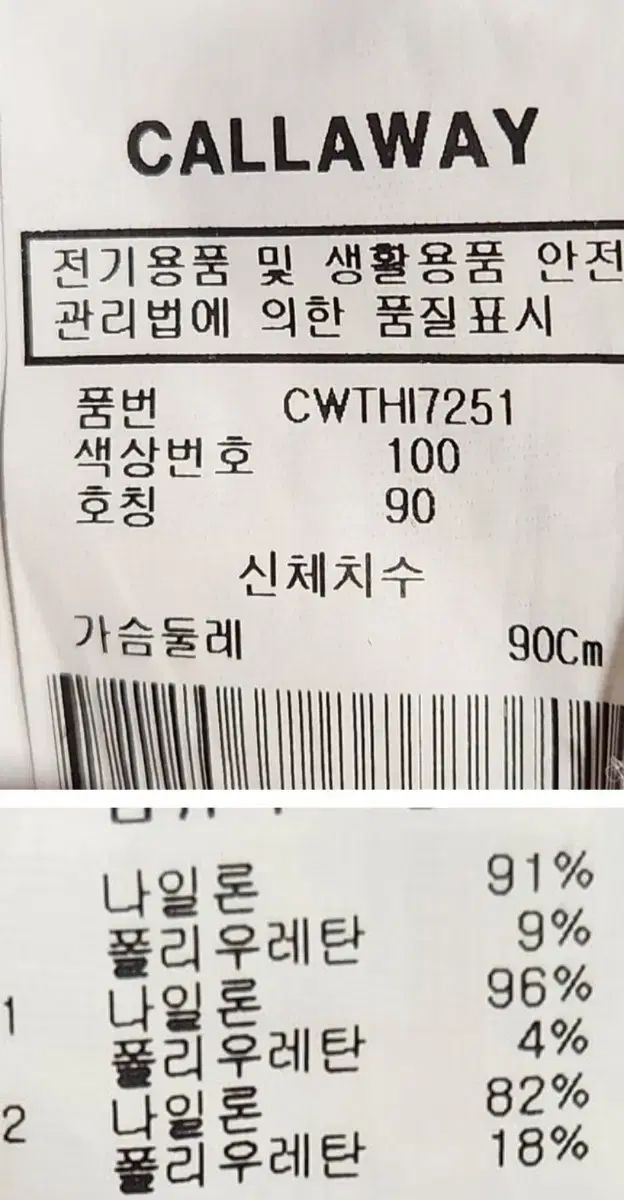 CALLAWAY
전기용품 및 생활용품 안전
관리법에 의한 품질표시
품번 CWTHI7251
색상번호 100
호칭 90
신체치수
가슴둘레 90Cm
나일론 91%
폴리우레탄 9%
1 나일론 96%
폴리우레탄 4%
2 나일론 82%
폴리우레탄 18%